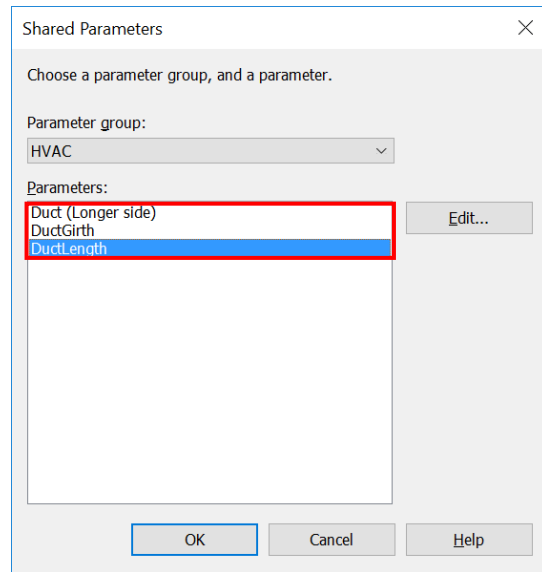 Shared Parameters
Choose a parameter group, and a parameter.
Parameter group:
HVAC
Parameters:
Duct (Longer side)
DuctGirth
DuctLength
Edit...
OK
Cancel
Help